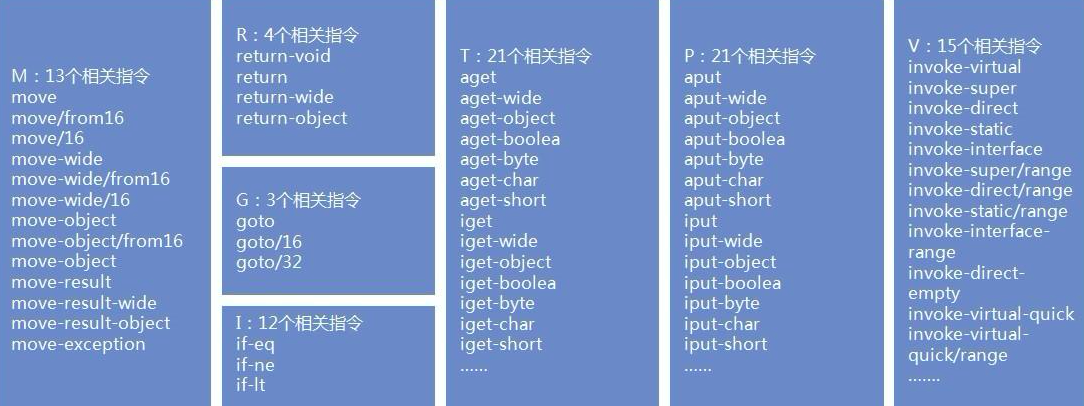 M：13个相关指令
move
move/from16
move/16
move-wide
move-wide/from16
move-wide/16
move-object
move-object/from16
move-object
move-result
move-result-wide
move-result-object
move-exception
R：4个相关指令
return-void
return
return-wide
return-object
G：3个相关指令
goto
goto/16
goto/32
I：12个相关指令
if-eq
if-ne
if-lt
T：21个相关指令
aget
aget-wide
aget-object
aget-boolea
aget-byte
aget-char
aget-short
iget
iget-wide
iget-object
iget-boolea
iget-byte
iget-char
iget-short
......
P：21个相关指令
aput
aput-wide
aput-object
aput-boolea
aput-byte
aput-char
aput-short
iput
iput-wide
iput-object
iput-boolea
iput-byte
iput-char
iput-short
......
V：15个相关指令
invoke-virtual
invoke-super
invoke-direct
invoke-static
invoke-interface
invoke-super/range
invoke-direct/range
invoke-static/range
invoke-interface-
range
invoke-direct-
empty
invoke-virtual-quick
invoke-virtual-
quick/range
.......